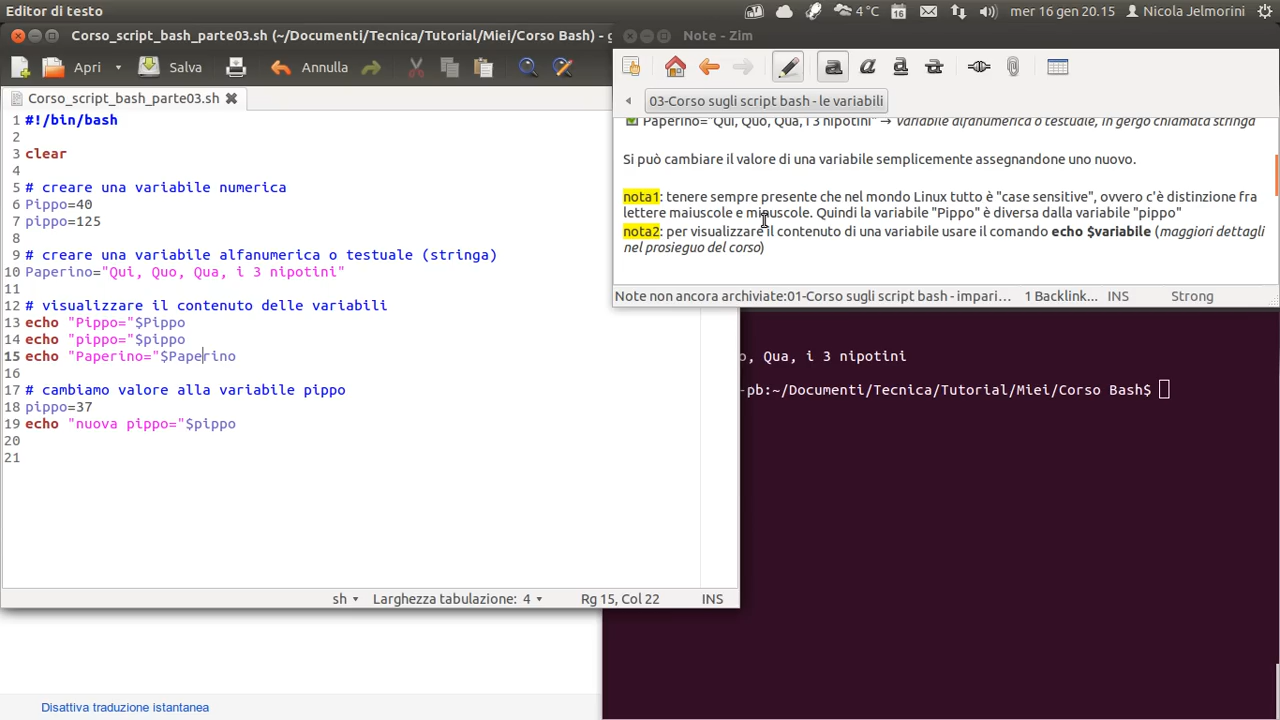 Editor di testo
4 °C
16
mer 16 gen 20.15
Nicola Jelmorini
Corso_script_bash_parte03.sh (~/Documenti/Tecnica/Tutorial/Miei/Corso Bash) -
Apri
Salva
Annulla
Corso_script_bash_parte03.sh
1 #!/bin/bash
2
3 clear
4
5 # creare una variabile numerica
6 Pippo=40
7 pippo=125
8
9 # creare una variabile alfanumerica o testuale (stringa)
10 Paperino="Qui, Quo, Qua, i 3 nipotini"
11
12 # visualizzare il contenuto delle variabili
13 echo "Pippo="$Pippo
14 echo "pippo="$pippo
15 echo "Paperino="$Paperino
16
17 # cambiamo valore alla variabile pippo
18 pippo=37
19 echo "nuova pippo="$pippo
20
21
sh
Larghezza tabulazione: 4
Rg 15, Col 22
INS
Disattiva traduzione istantanea
Note - Zim
03-Corso sugli script bash - le variabili
Paperino="Qui, Quo, Qua, i 3 nipotini" → variabile alfanumerica o testuale, in gergo chiamata stringa
Si può cambiare il valore di una variabile semplicemente assegnandone uno nuovo.
nota1: tenere sempre presente che nel mondo Linux tutto è "case sensitive", ovvero c'è distinzione fra
lettere maiuscole e minuscole. Quindi la variabile "Pippo" è diversa dalla variabile "pippo"
nota2: per visualizzare il contenuto di una variabile usare il comando echo $variabile (maggiori dettagli
nel prosieguo del corso)
Note non ancora archiviate:01-Corso sugli script bash - impari...
1 Backlink...
INS
Strong
o, Qua, i 3 nipotini
-pb:~/Documenti/Tecnica/Tutorial/Miei/Corso Bash$